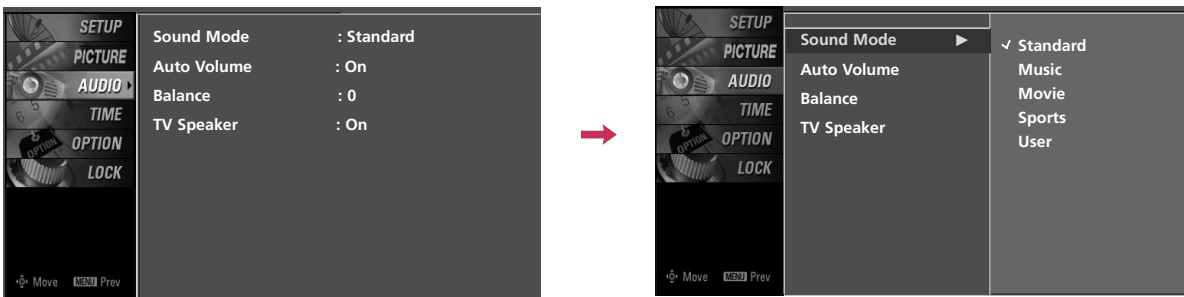 SETUP
PICTURE
AUDIO
TIME
OPTION
LOCK
Move MENU Prev
Sound Mode : Standard
Auto Volume : On
Balance : 0
TV Speaker : On
SETUP
PICTURE
AUDIO
TIME
OPTION
LOCK
Move MENU Prev
Sound Mode ▶
Auto Volume
Balance
TV Speaker
✓ Standard
Music
Movie
Sports
User